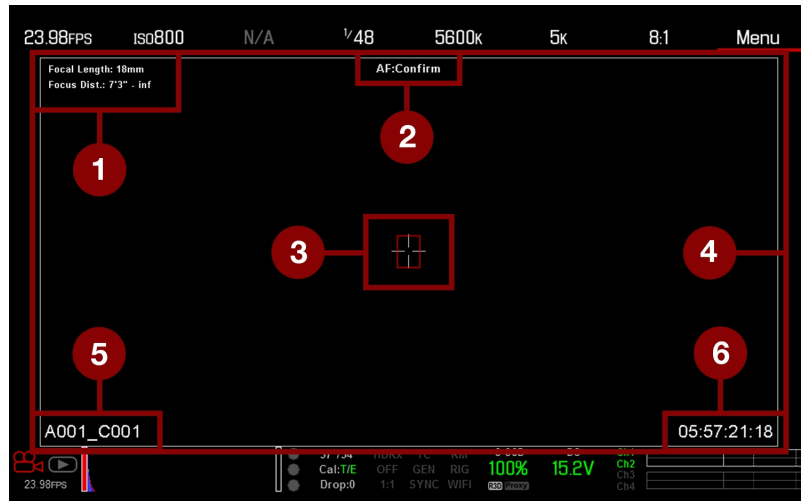 23.98FPS ISO800 N/A 1/48 5600K 5K 8:1 Menu
Focal Length: 18mm
Focus Dist.: 7'3" - inf
AF:Confirm
1
2
3
4
5
6
A001_C001
05:57:21:18
Ch2
Cal:T/E OFF GEN RIG 100% 15.2V
Ch3
23.98FPS
Drop:0 1:1 SYNC WIFI R3D Proxy
Ch4